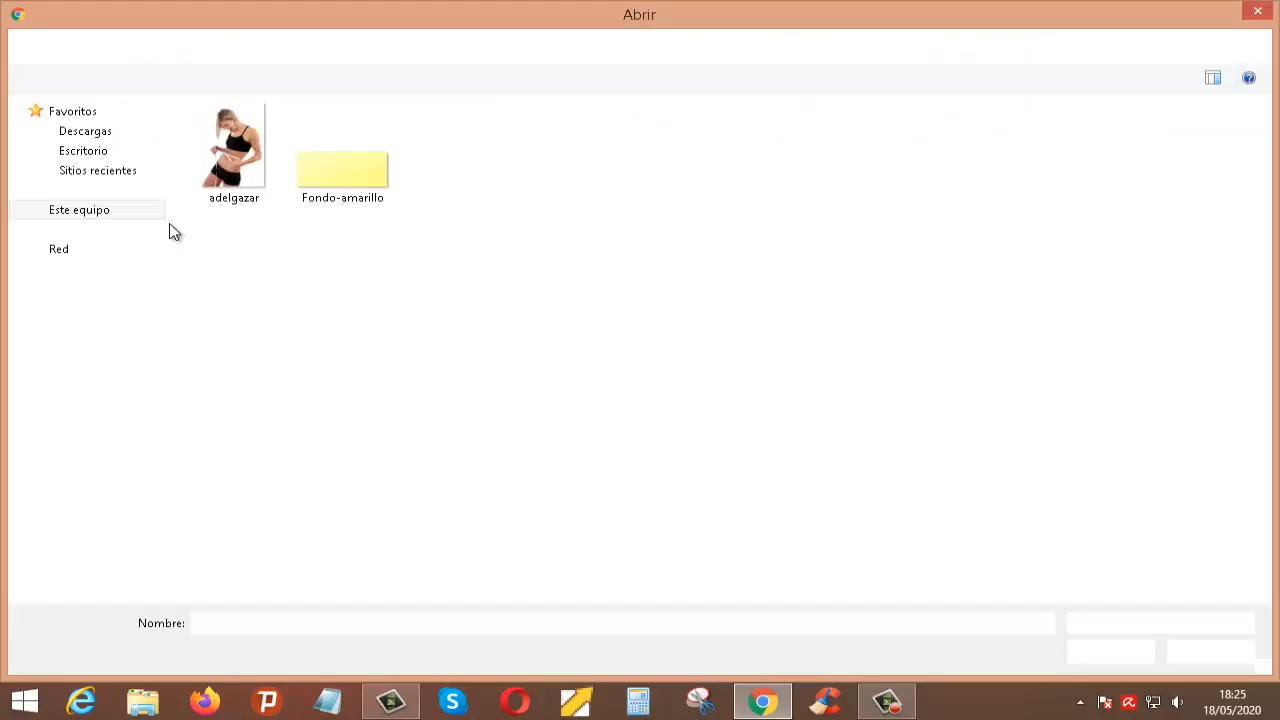 Abrir
Favoritos
Descargas
Escritorio
Sitios recientes
Este equipo
Red
adelgazar
Fondo-amarillo
Nombre:
18:25
18/05/2020